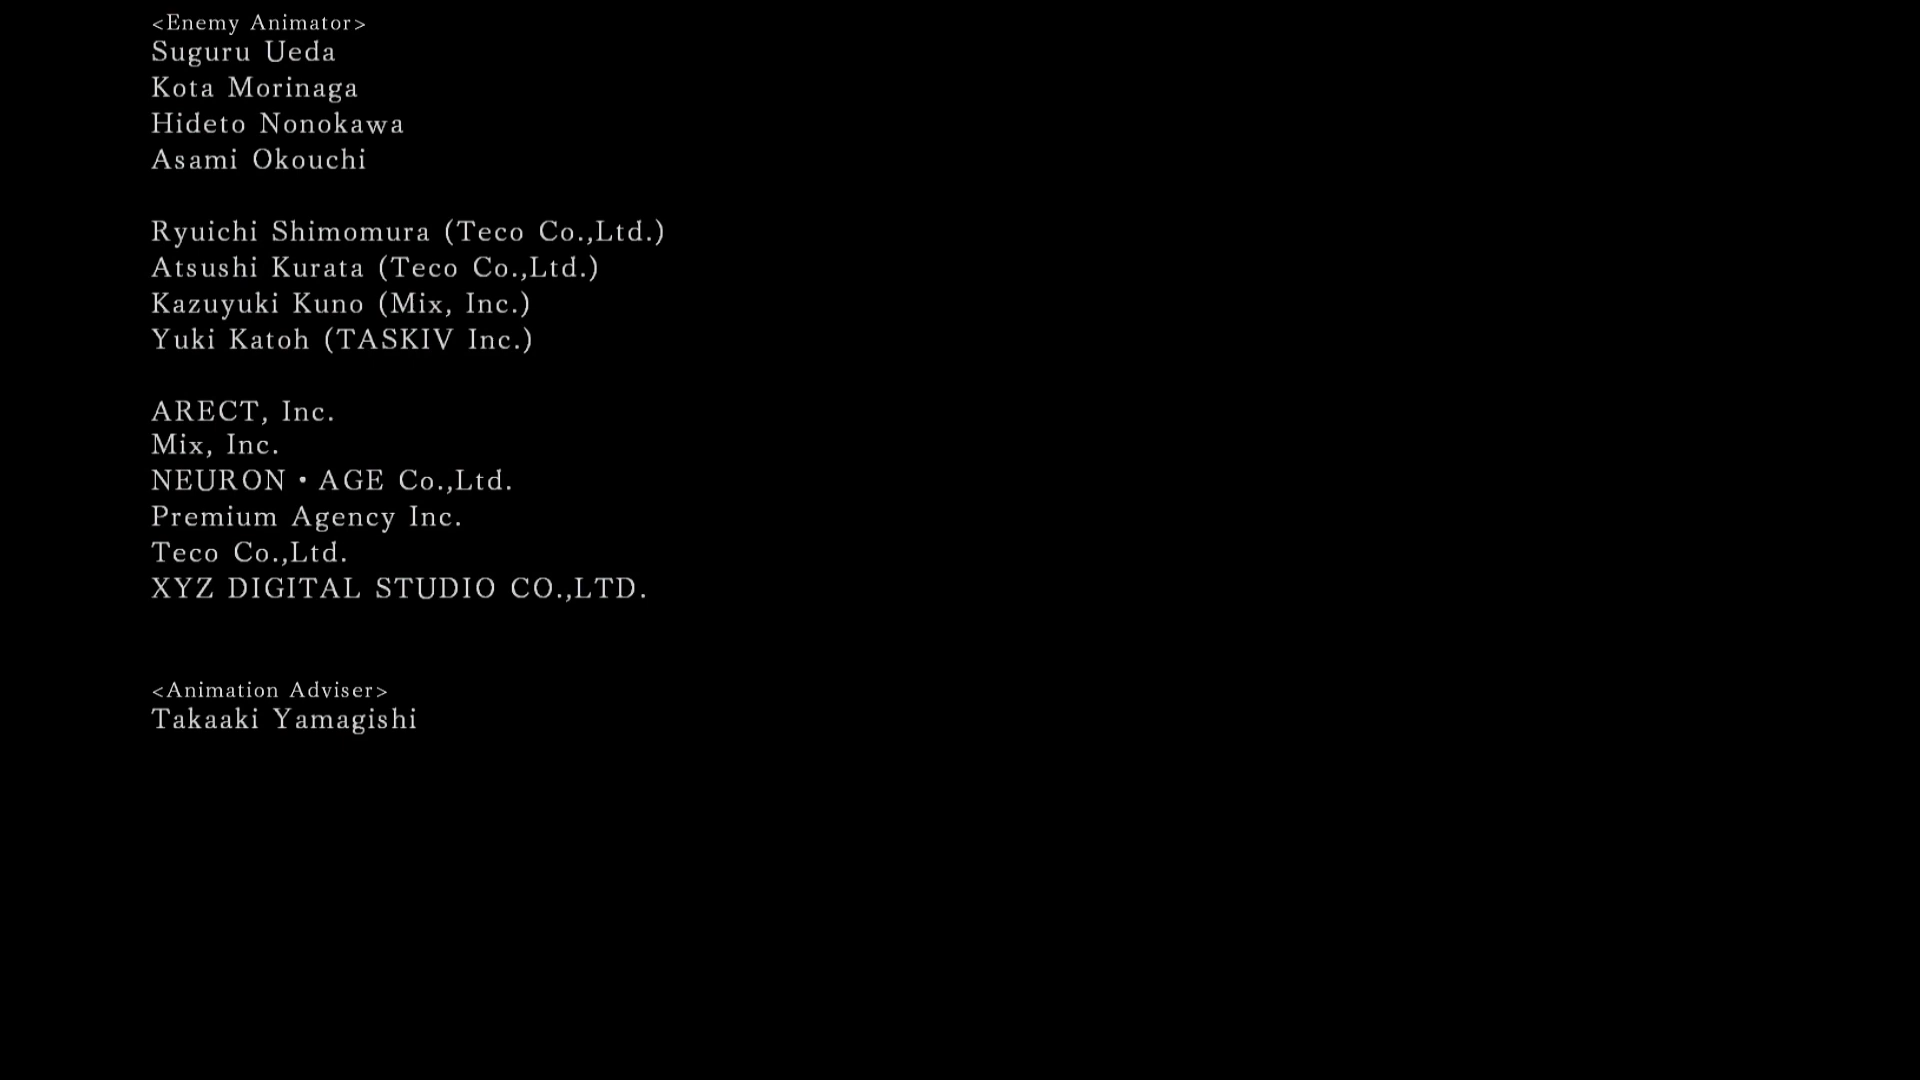 <Enemy Animator>
Suguru Ueda
Kota Morinaga
Hideto Nonokawa
Asami Okouchi
Ryuichi Shimomura (Teco Co.,Ltd.)
Atsushi Kurata (Teco Co.,Ltd.)
Kazuyuki Kuno (Mix, Inc.)
Yuki Katoh (TASKIV Inc.)
ARECT, Inc.
Mix, Inc.
NEURON・AGE Co.,Ltd.
Premium Agency Inc.
Teco Co.,Ltd.
XYZ DIGITAL STUDIO CO.,LTD.
<Animation Adviser>
Takaaki Yamagishi